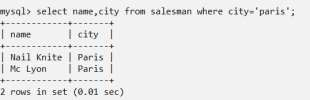 mysql> select name,city from salesman where city='paris';
+------------+-------+
| name       | city  |
+------------+-------+
| Nail Knite | Paris |
| Mc Lyon    | Paris |
+------------+-------+
2 rows in set (0.01 sec)